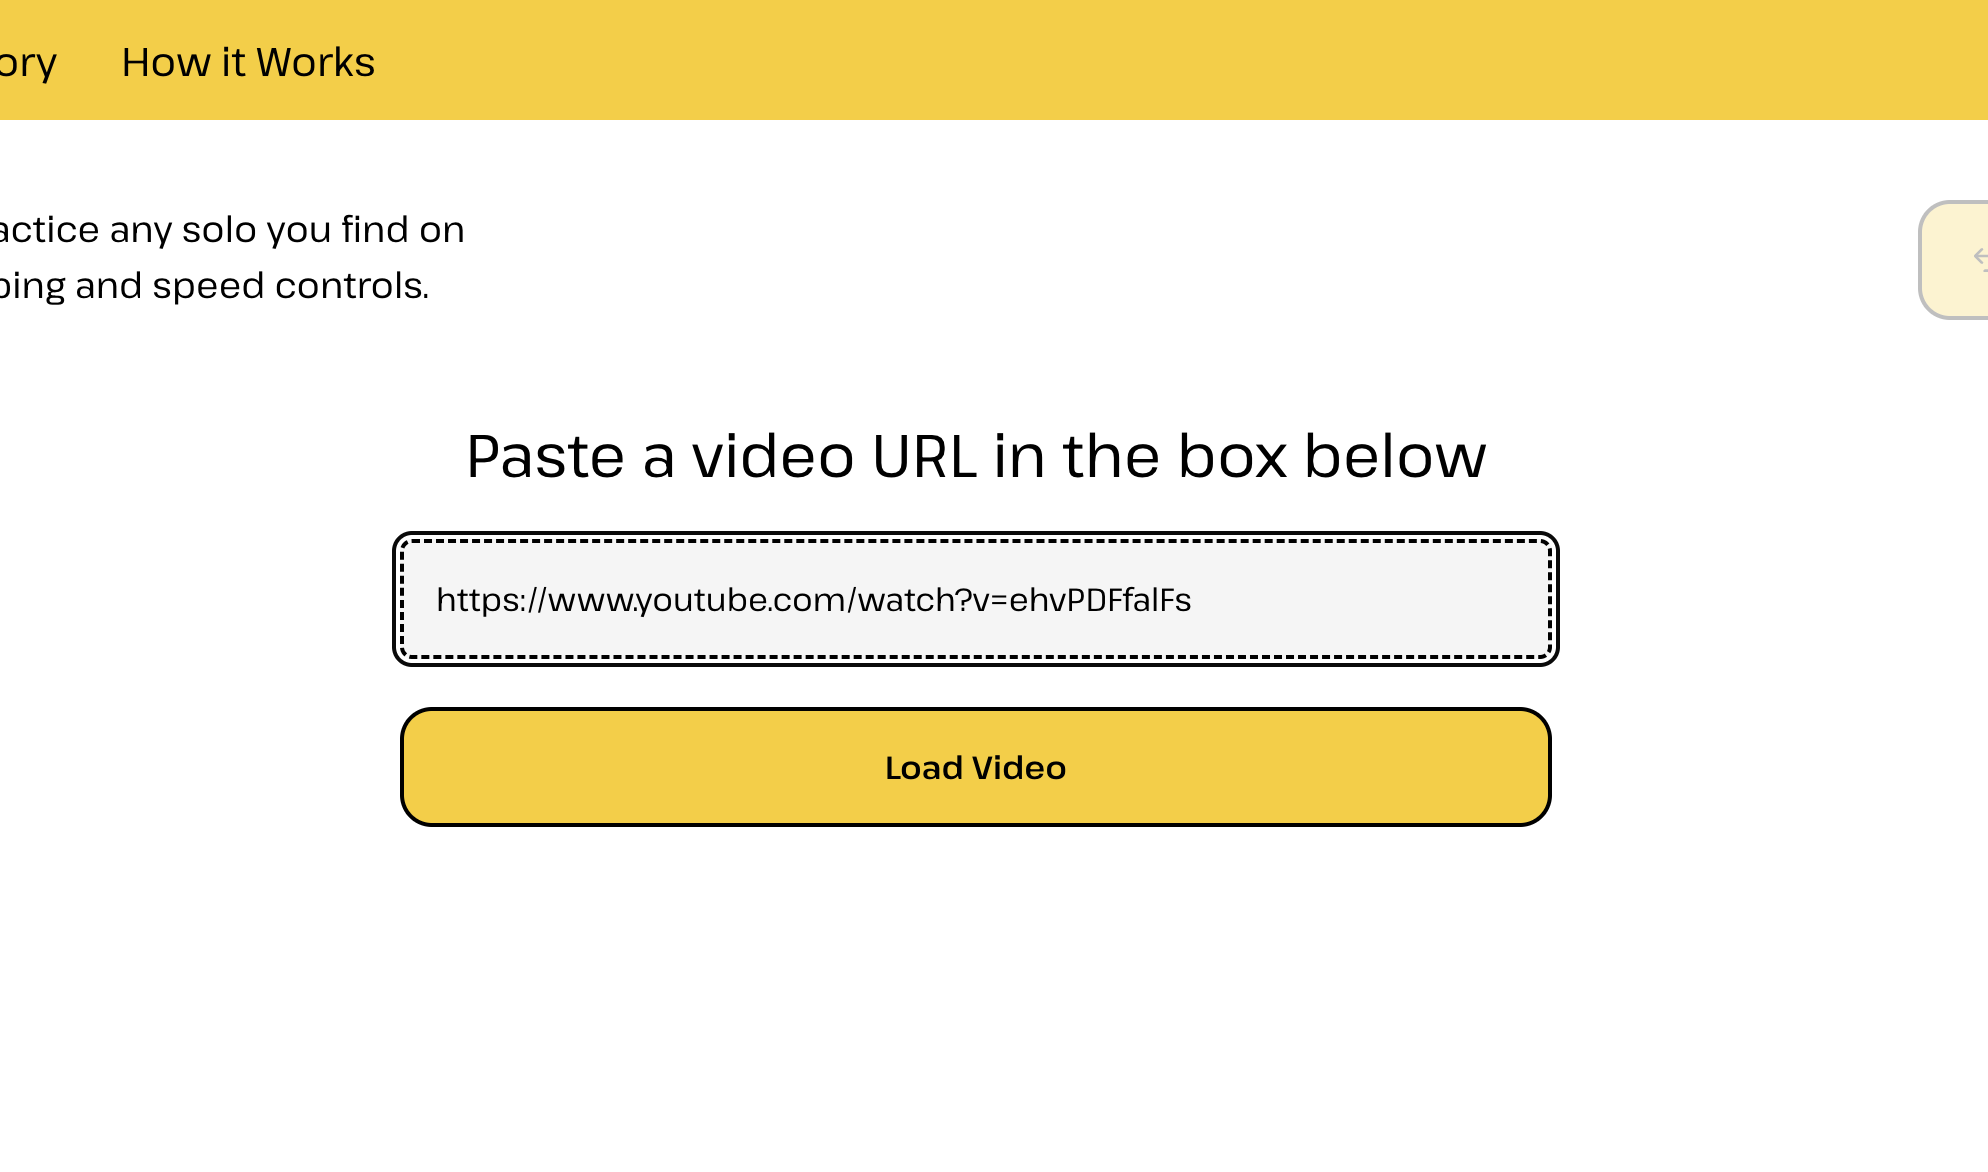 ory How it Works
actice any solo you find on
ping and speed controls.
Paste a video URL in the box below
https://www.youtube.com/watch?v=ehvPDFfalFs
Load Video